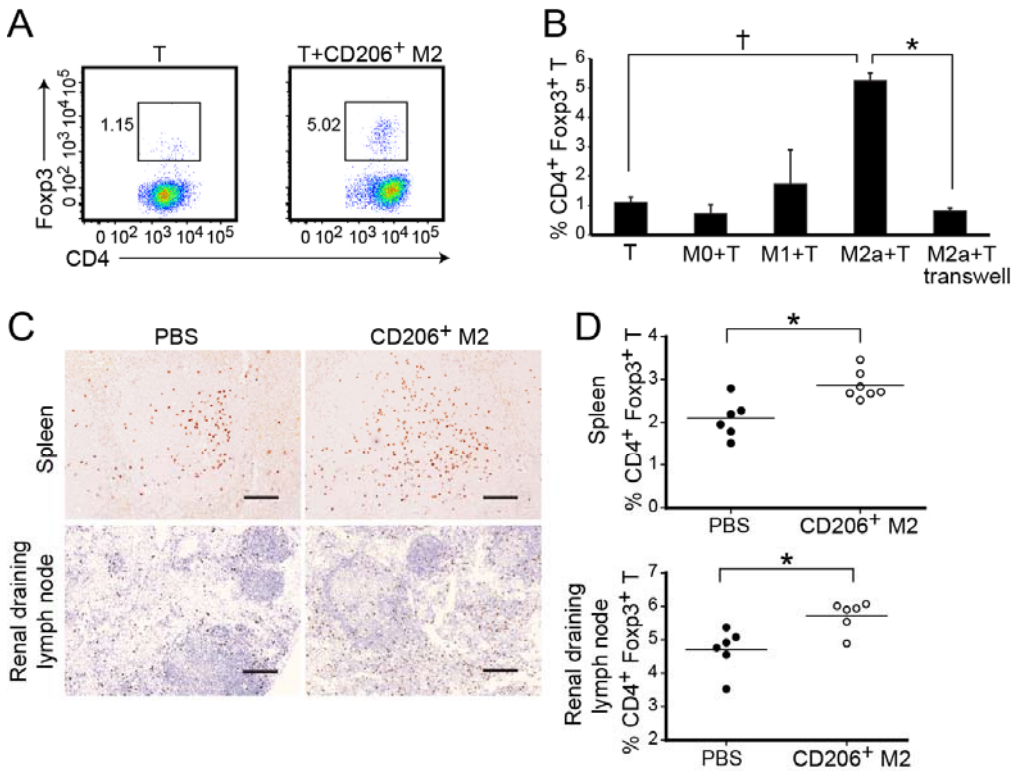 A
T
T+CD206⁺ M2
Foxp3
0 10² 10³ 10⁴ 10⁵
1.15
5.02
0 10² 10³ 10⁴ 10⁵
0 10² 10³ 10⁴ 10⁵
CD4
B
% CD4⁺ Foxp3⁺ T
6
5
4
3
2
1
0
†
*
T
M0+T
M1+T
M2a+T
M2a+T
transwell
C
PBS
CD206⁺ M2
Spleen
Renal draining
lymph node
D
Spleen
% CD4⁺ Foxp3⁺ T
4
3
2
1
0
*
PBS
CD206⁺ M2
Renal draining
lymph node
% CD4⁺ Foxp3⁺ T
7
6
5
4
3
2
*
PBS
CD206⁺ M2